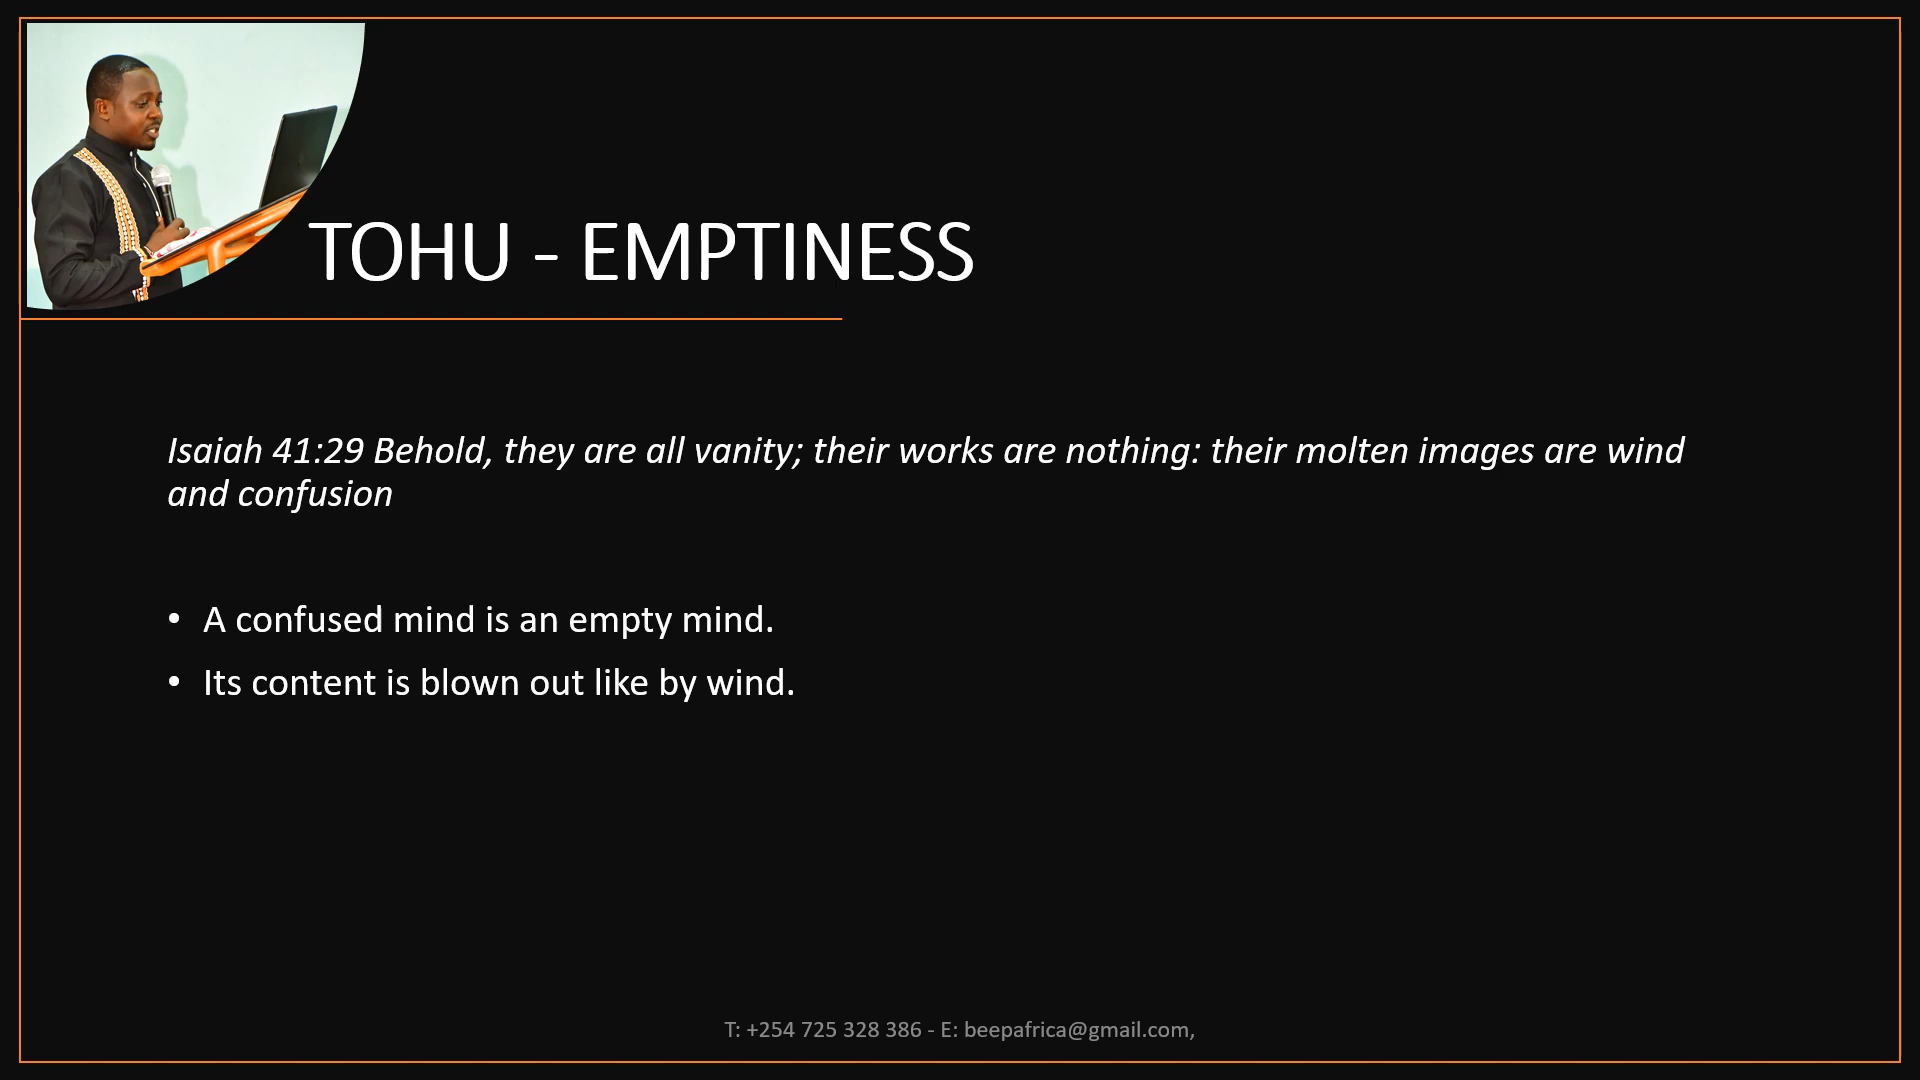 TOHU - EMPTINESS
Isaiah 41:29 Behold, they are all vanity; their works are nothing: their molten images are wind
and confusion
• A confused mind is an empty mind.
• Its content is blown out like by wind.
T: +254 725 328 386 - E: beepafrica@gmail.com,